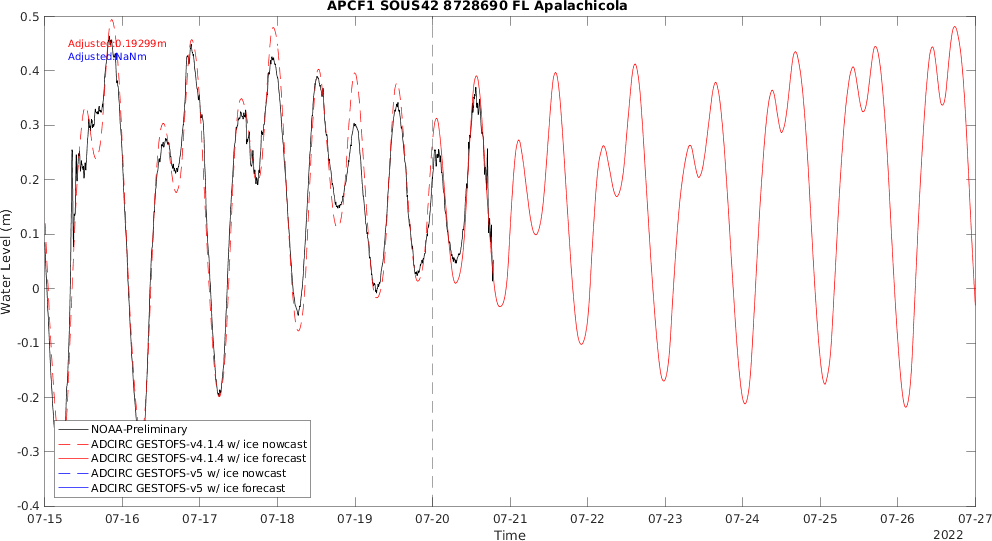 APCF1 SOUS42 8728690 FL Apalachicola
Adjusted:0.19299m
Adjusted:NaNm
0.5
0.4
0.3
0.2
0.1
0
-0.1
-0.2
-0.3
-0.4
Water Level (m)
NOAA-Preliminary
ADCIRC GESTOFS-v4.1.4 w/ ice nowcast
ADCIRC GESTOFS-v4.1.4 w/ ice forecast
ADCIRC GESTOFS-v5 w/ ice nowcast
ADCIRC GESTOFS-v5 w/ ice forecast
07-15 07-16 07-17 07-18 07-19 07-20 07-21 07-22 07-23 07-24 07-25 07-26 07-27
Time
2022